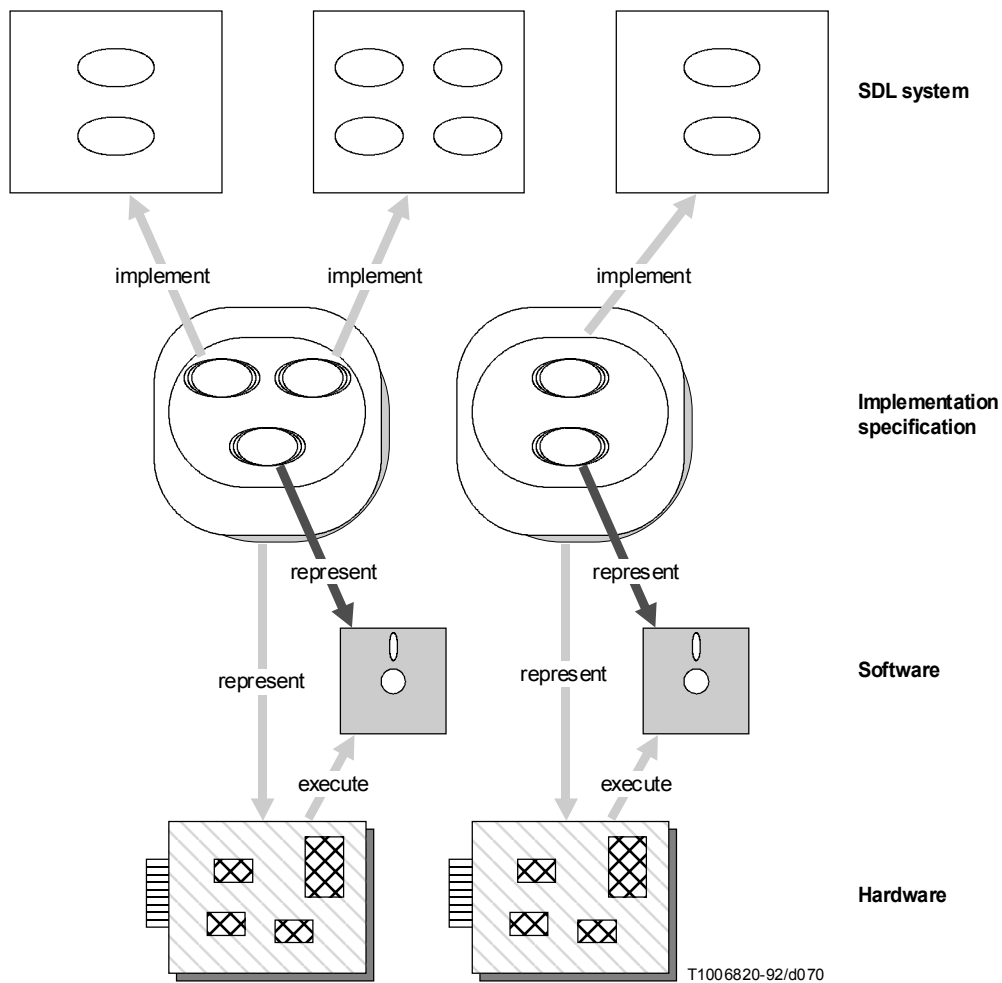 SDL system
implement
implement
implement
Implementation
specification
represent
represent
Software
represent
represent
execute
execute
Hardware
T1006820-92/d070